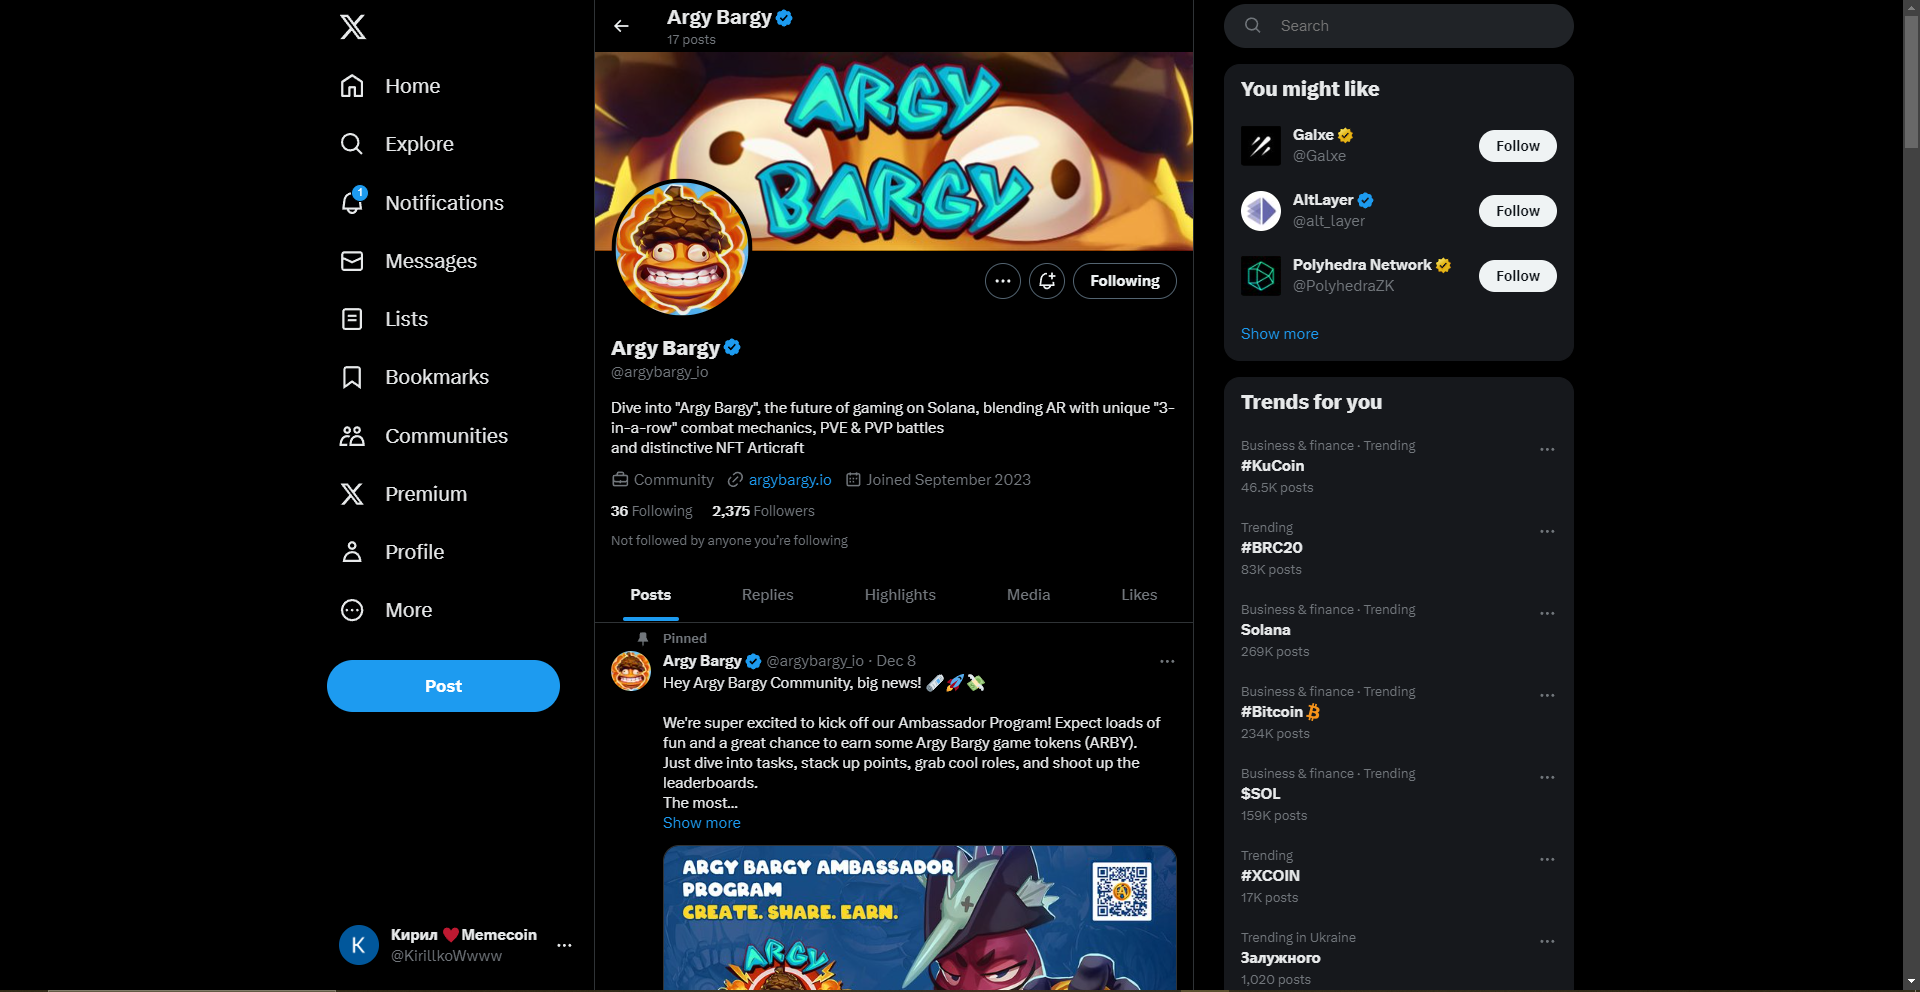 Home
Explore
1
Notifications
Messages
Lists
Bookmarks
Communities
Premium
Profile
More
Post
Кирил ❤️Memecoin
@KirillkoWwww
Argy Bargy
17 posts
ARGY
BARGY
Following
Argy Bargy
@argybargy_io
Dive into "Argy Bargy", the future of gaming on Solana, blending AR with unique "3-
in-a-row" combat mechanics, PVE & PVP battles
and distinctive NFT Articraft
Community argybargy.io Joined September 2023
36 Following 2,375 Followers
Not followed by anyone you’re following
Posts Replies Highlights Media Likes
Pinned
Argy Bargy @argybargy_io · Dec 8
Hey Argy Bargy Community, big news! 🗞️🚀💸
We're super excited to kick off our Ambassador Program! Expect loads of
fun and a great chance to earn some Argy Bargy game tokens (ARBY).
Just dive into tasks, stack up points, grab cool roles, and shoot up the
leaderboards.
The most...
Show more
ARGY BARGY AMBASSADOR
PROGRAM
CREATE. SHARE. EARN.
ARGY
Search
You might like
Galxe
@Galxe
Follow
AltLayer
@alt_layer
Follow
Polyhedra Network
@PolyhedraZK
Follow
Show more
Trends for you
Business & finance · Trending
#KuCoin
46.5K posts
Trending
#BRC20
83K posts
Business & finance · Trending
Solana
269K posts
Business & finance · Trending
#Bitcoin
234K posts
Business & finance · Trending
$SOL
159K posts
Trending
#XCOIN
17K posts
Trending in Ukraine
Залужного
1,020 posts